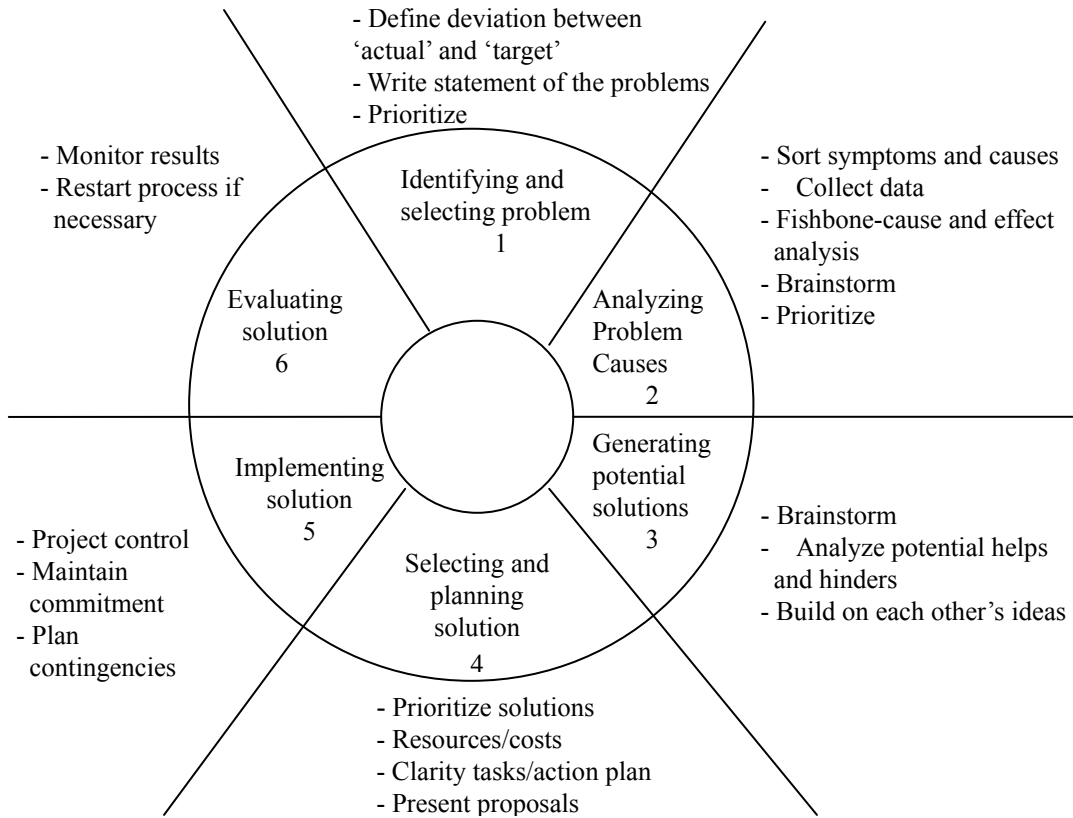 - Define deviation between
‘actual’ and ‘target’
- Write statement of the problems
- Prioritize
Identifying and
selecting problem
1
- Sort symptoms and causes
- Collect data
- Fishbone-cause and effect
analysis
- Brainstorm
- Prioritize
Analyzing
Problem
Causes
2
Generating
potential
solutions
3
- Brainstorm
- Analyze potential helps
and hinders
- Build on each other’s ideas
Selecting and
planning
solution
4
- Prioritize solutions
- Resources/costs
- Clarity tasks/action plan
- Present proposals
Implementing
solution
5
- Project control
- Maintain
commitment
- Plan
contingencies
Evaluating
solution
6
- Monitor results
- Restart process if
necessary